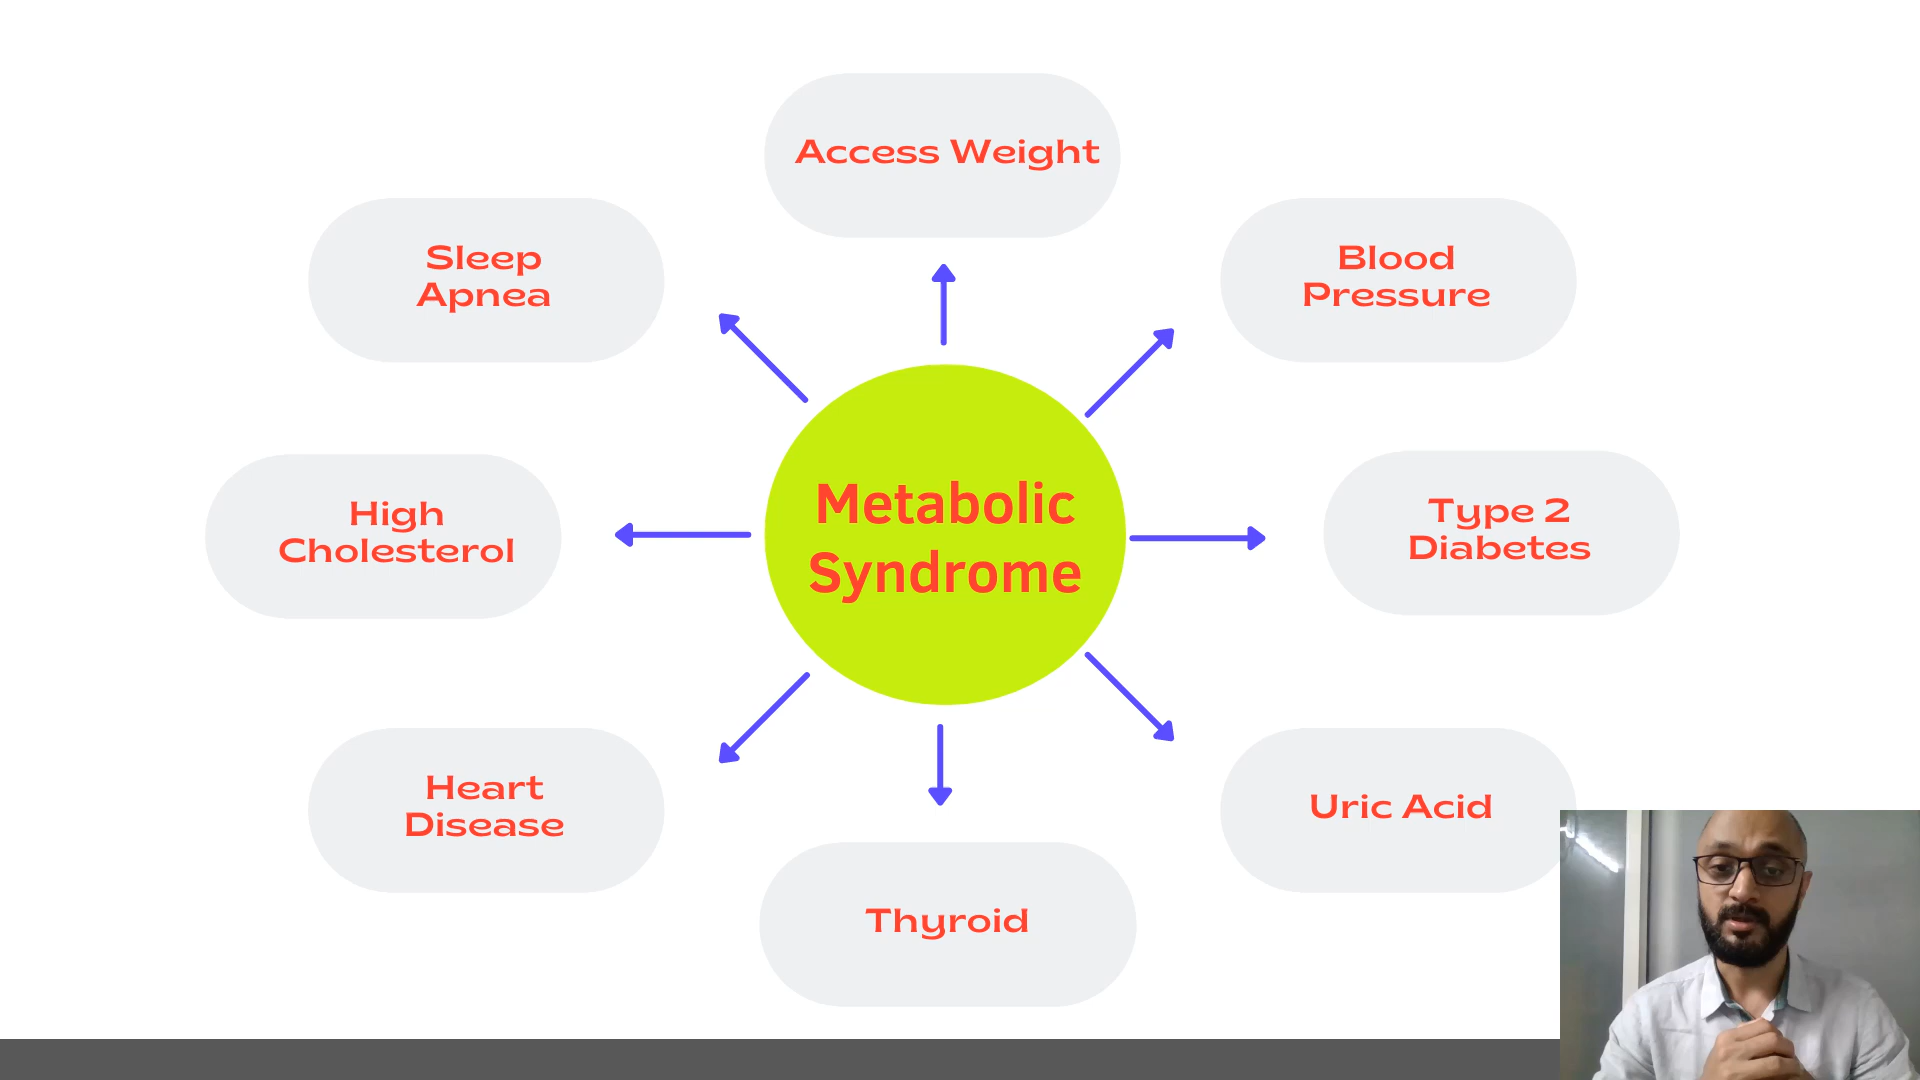 Access Weight
Sleep
Apnea
Blood
Pressure
High
Cholesterol
Metabolic
Syndrome
Type 2
Diabetes
Heart
Disease
Uric Acid
Thyroid